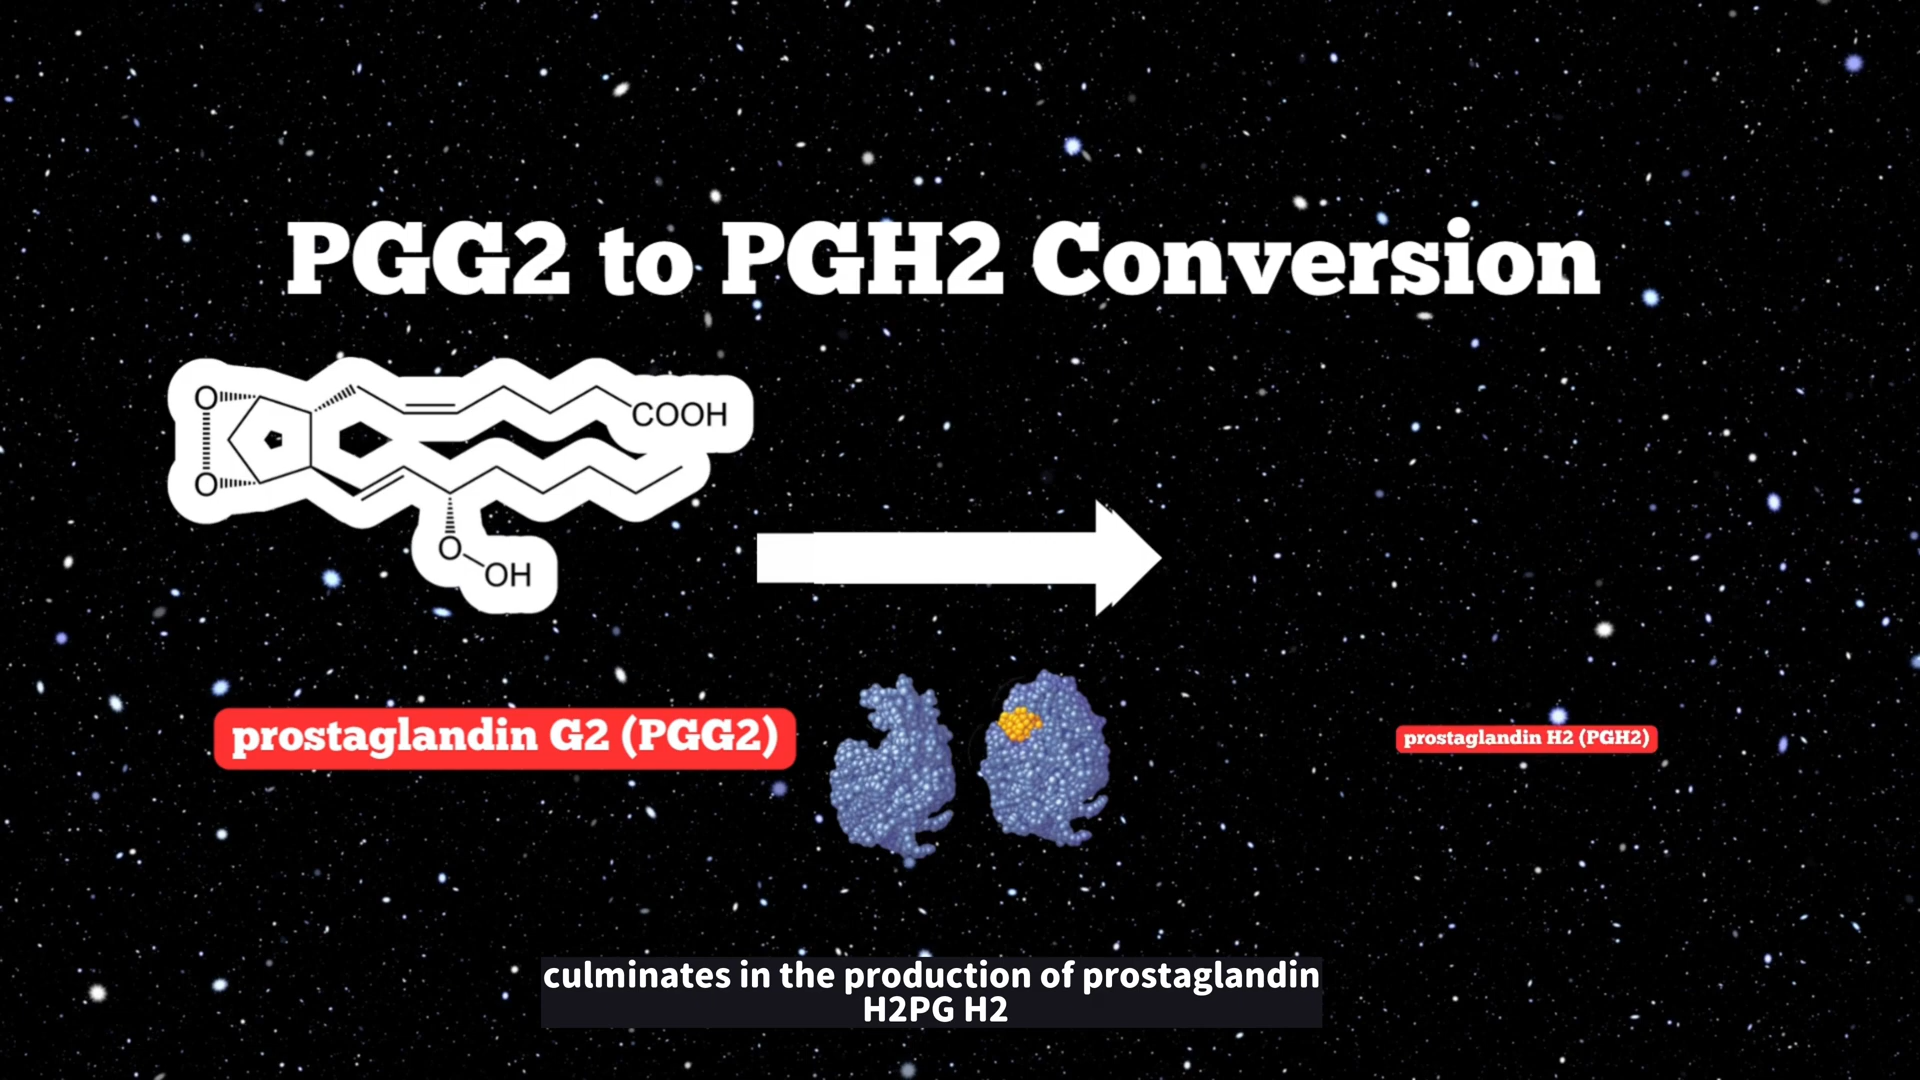 PGG2 to PGH2 Conversion
O
COOH
O
O
OH
prostaglandin G2 (PGG2)
prostaglandin H2 (PGH2)
culminates in the production of prostaglandin
H2PG H2